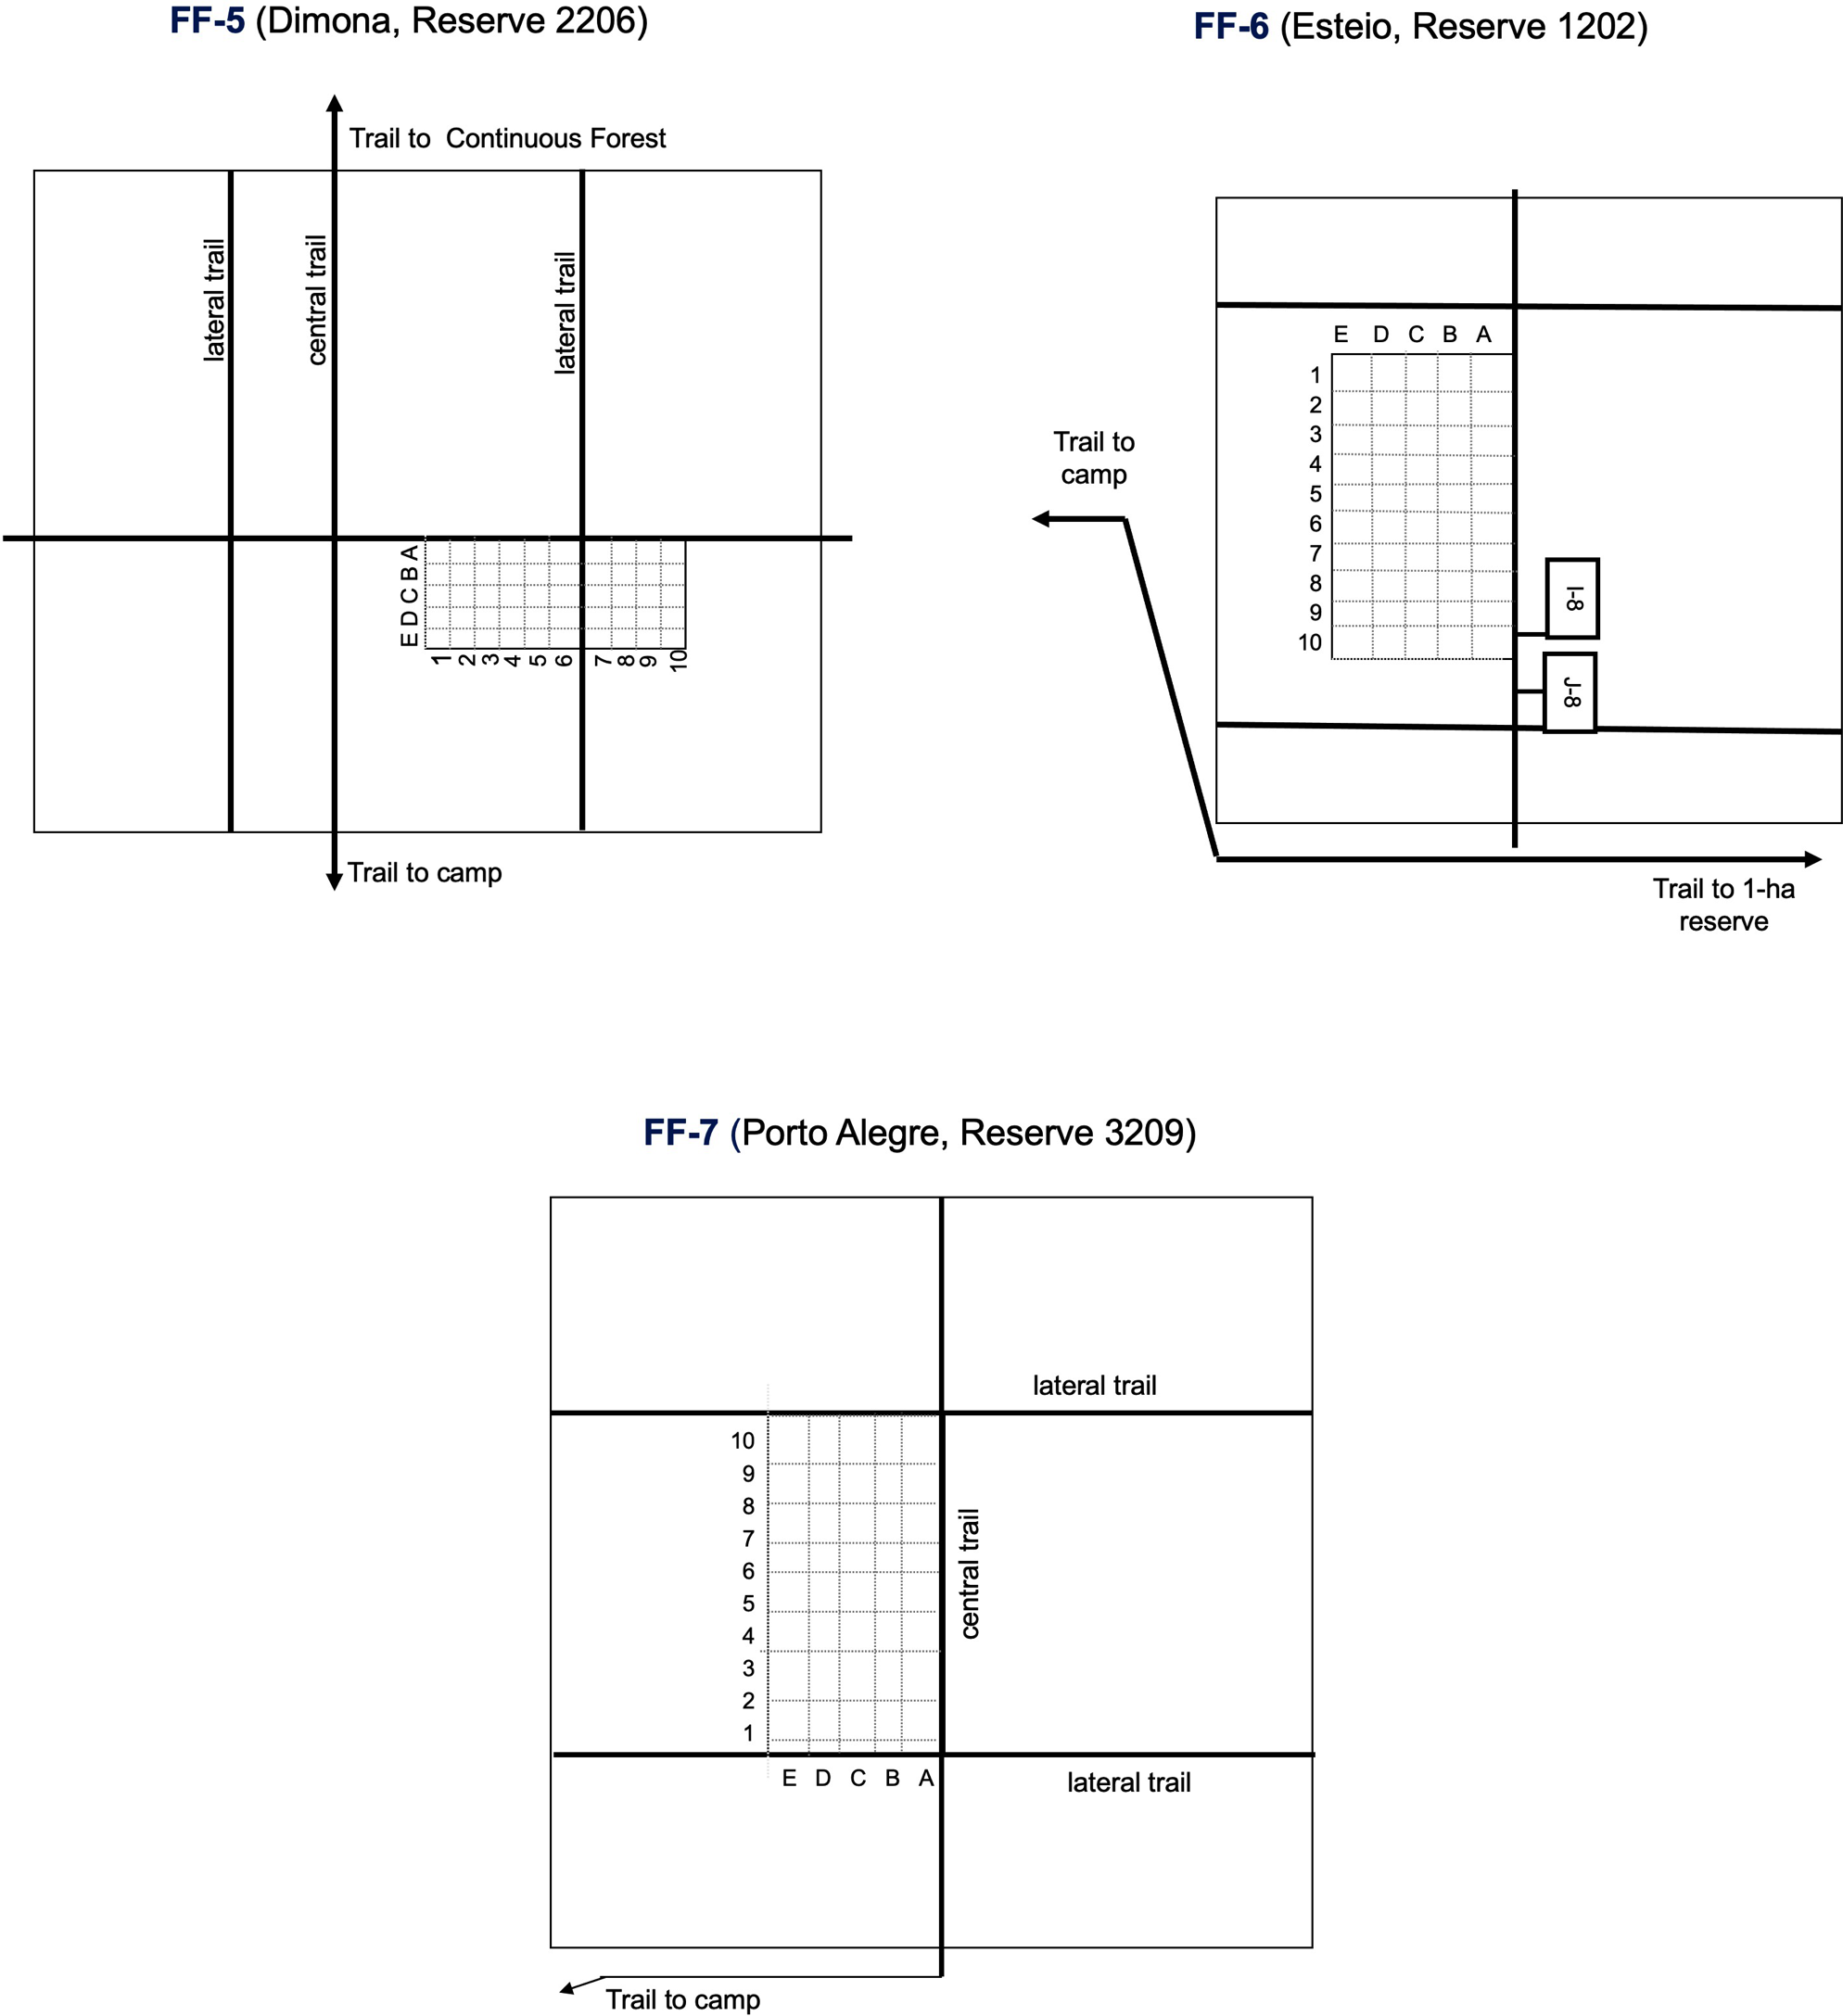 FF-5 (Dimona, Reserve 2206)
Trail to Continuous Forest
lateral trail
central trail
lateral trail
E D C B A
1 2 3 4 5 6 7 8 9 10
Trail to camp
FF-6 (Esteio, Reserve 1202)
E D C B A
1
2
3
4
5
6
7
8
9
10
Trail to
camp
I-8
J-8
Trail to 1-ha
reserve
FF-7 (Porto Alegre, Reserve 3209)
lateral trail
10
9
8
7
6
5
4
3
2
1
central trail
E D C B A
lateral trail
Trail to camp